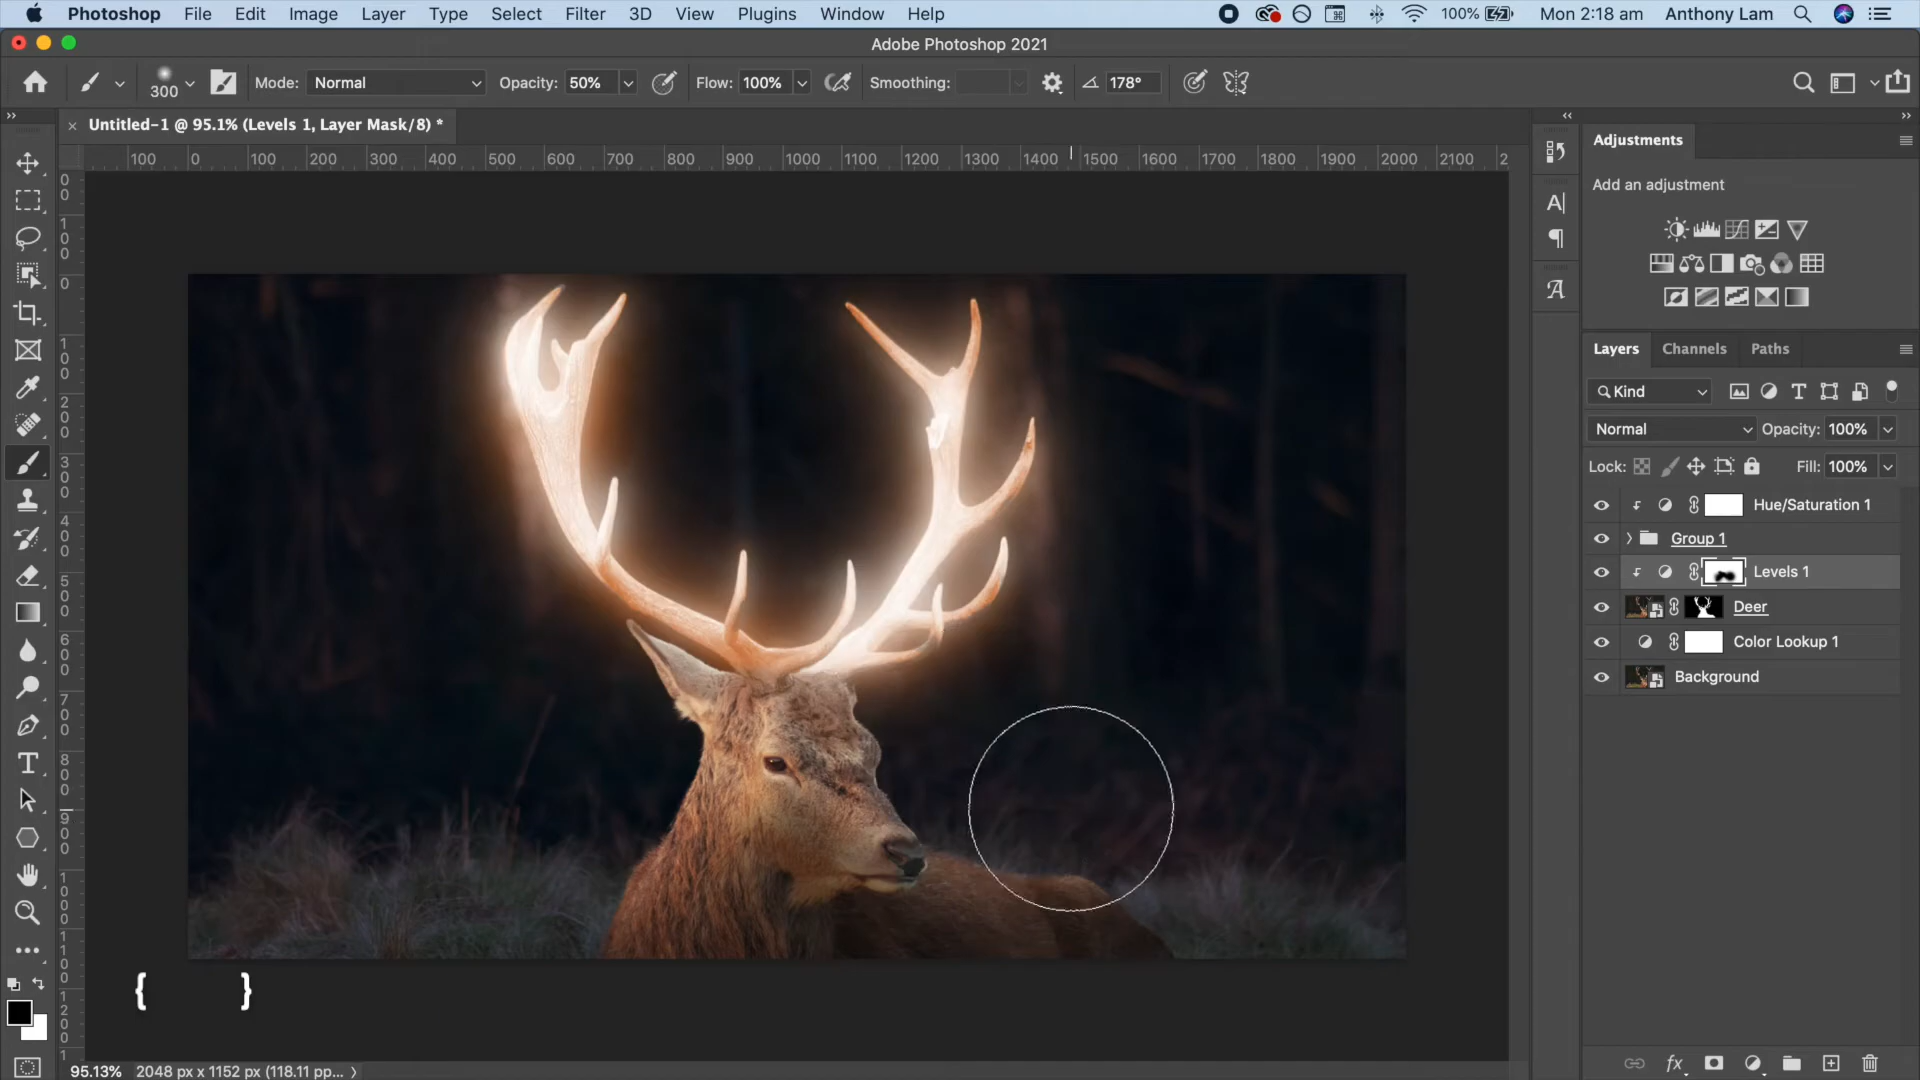 Photoshop File Edit Image Layer Type Select Filter 3D View Plugins Window Help 100% Mon 2:18 am Anthony Lam
Adobe Photoshop 2021
300 Mode: Normal Opacity: 50% Flow: 100% Smoothing: 178°
Untitled-1 @ 95.1% (Levels 1, Layer Mask/8) *
100 0 100 200 300 400 500 600 700 800 900 1000 1100 1200 1300 1400 1500 1600 1700 1800 1900 2000 2100 2
Adjustments
Add an adjustment
Layers Channels Paths
Kind
Normal Opacity: 100%
Lock: Fill: 100%
Hue/Saturation 1
Group 1
Levels 1
Deer
Color Lookup 1
Background
{ }
95.13% 2048 px x 1152 px (118.11 pp...